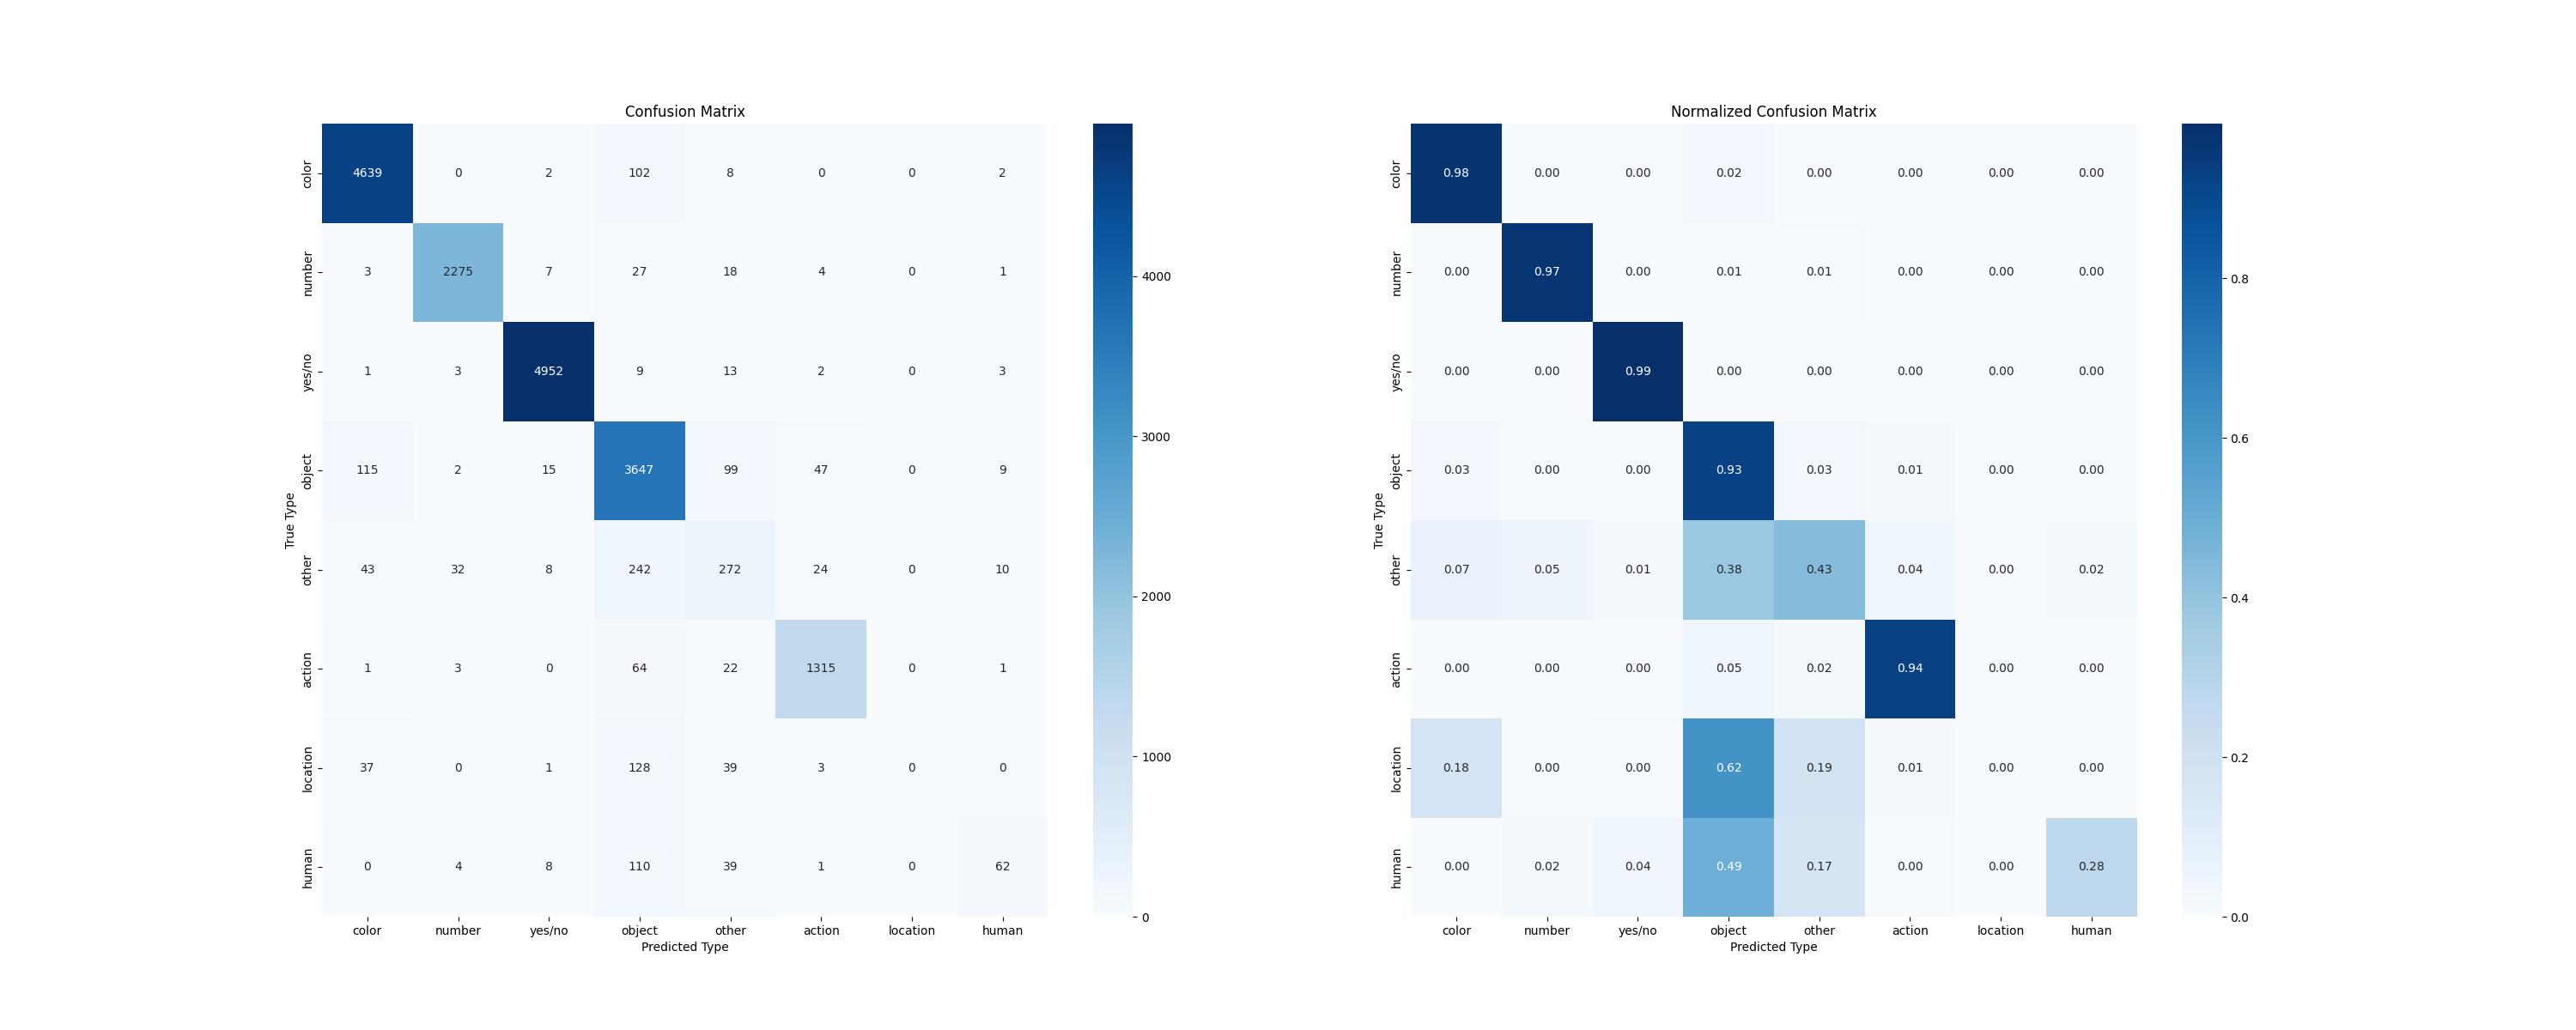 Confusion Matrix
color 4639 0 2 102 8 0 0 2
number 3 2275 7 27 18 4 0 1
yes/no 1 3 4952 9 13 2 0 3
object 115 2 15 3647 99 47 0 9
other 43 32 8 242 272 24 0 10
action 1 3 0 64 22 1315 0 1
location 37 0 1 128 39 3 0 0
human 0 4 8 110 39 1 0 62
color number yes/no object other action location human
Predicted Type
True Type
4000
3000
2000
1000
0
Normalized Confusion Matrix
color 0.98 0.00 0.00 0.02 0.00 0.00 0.00 0.00
number 0.00 0.97 0.00 0.01 0.01 0.00 0.00 0.00
yes/no 0.00 0.00 0.99 0.00 0.00 0.00 0.00 0.00
object 0.03 0.00 0.00 0.93 0.03 0.01 0.00 0.00
other 0.07 0.05 0.01 0.38 0.43 0.04 0.00 0.02
action 0.00 0.00 0.00 0.05 0.02 0.94 0.00 0.00
location 0.18 0.00 0.00 0.62 0.19 0.01 0.00 0.00
human 0.00 0.02 0.04 0.49 0.17 0.00 0.00 0.28
color number yes/no object other action location human
Predicted Type
True Type
0.8
0.6
0.4
0.2
0.0